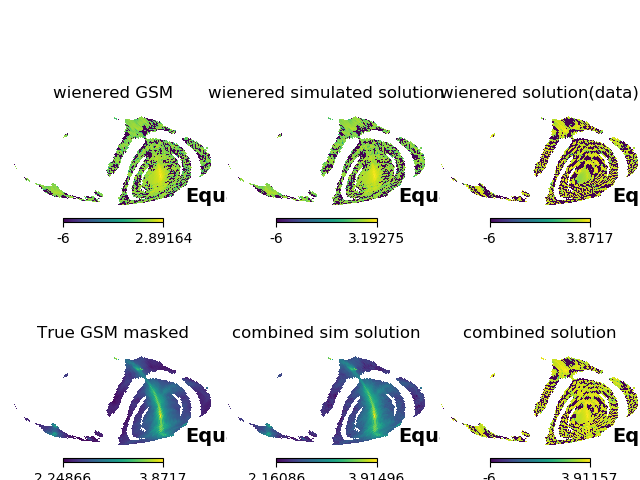 wienered GSM
wienered simulated solution
wienered solution(data)
Equ
Equ
Eq
-6
2.89164
-6
3.19275
-6
3.8717
True GSM masked
combined sim solution
combined solution
Equ
Equ
Eq
2.24866
3.8717
2.16086
3.91496
-6
3.91157